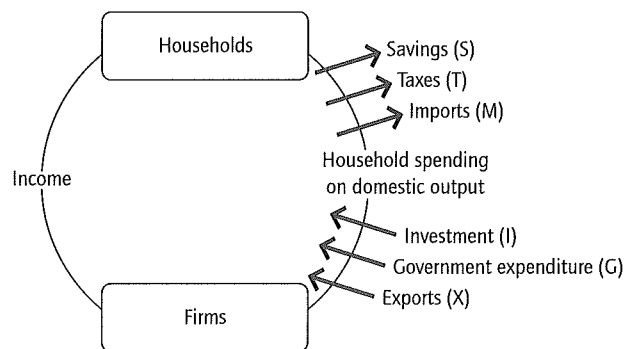 Households
Savings (S)
Taxes (T)
Imports (M)
Income
Household spending
on domestic output
Investment (I)
Government expenditure (G)
Exports (X)
Firms